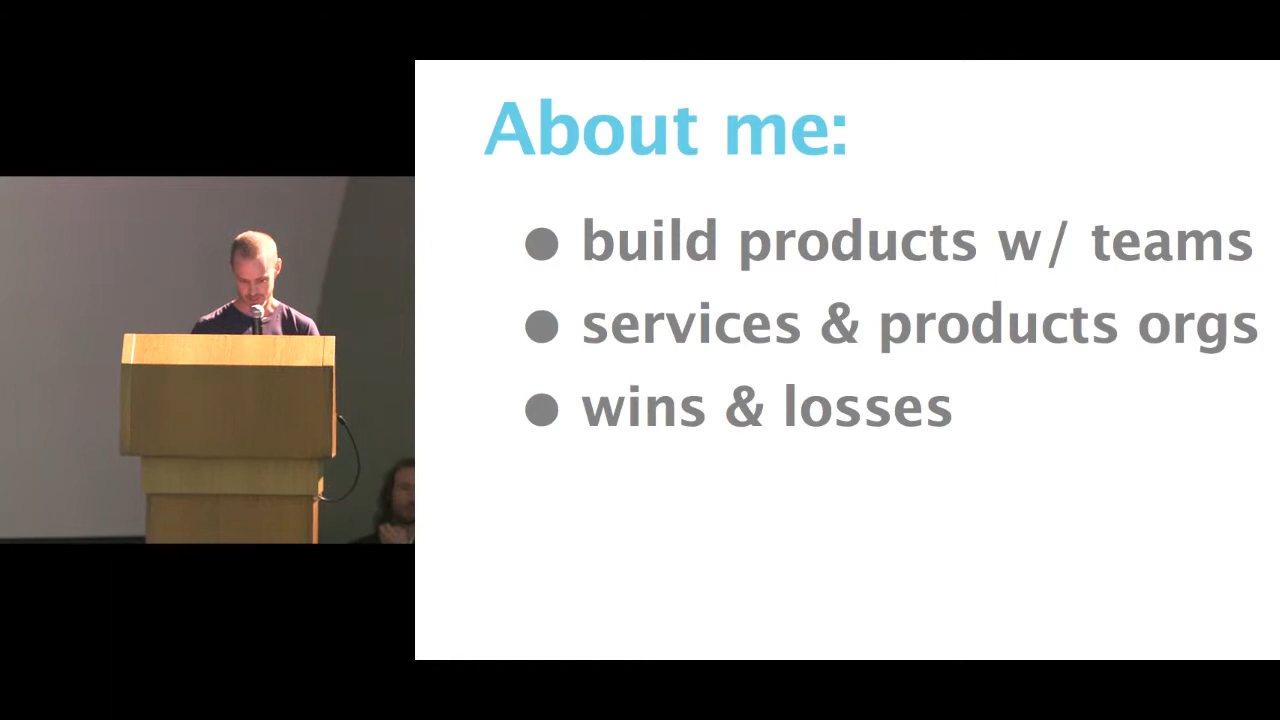 About me:
● build products w/ teams
● services & products orgs
● wins & losses